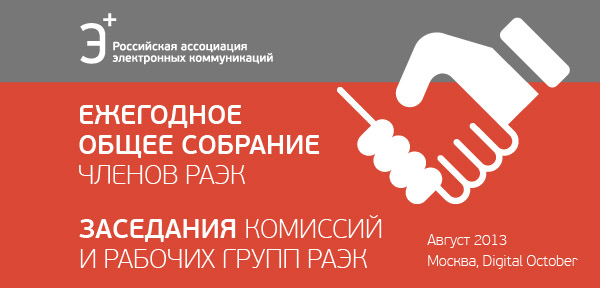 Э+
Российская ассоциация
электронных коммуникаций
ЕЖЕГОДНОЕ
ОБЩЕЕ СОБРАНИЕ
ЧЛЕНОВ РАЭК
ЗАСЕДАНИЯ КОМИССИЙ
И РАБОЧИХ ГРУПП РАЭК
Август 2013
Москва, Digital October